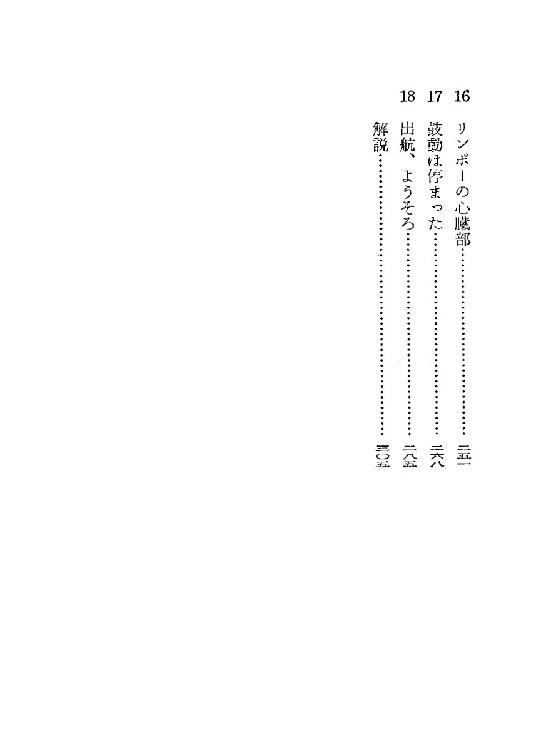 16 リンボーの心臓部……………………二五一
17 鼓動は停まった……………………二六八
18 出航、ようそろ……………………二八五
解説……………………三〇五